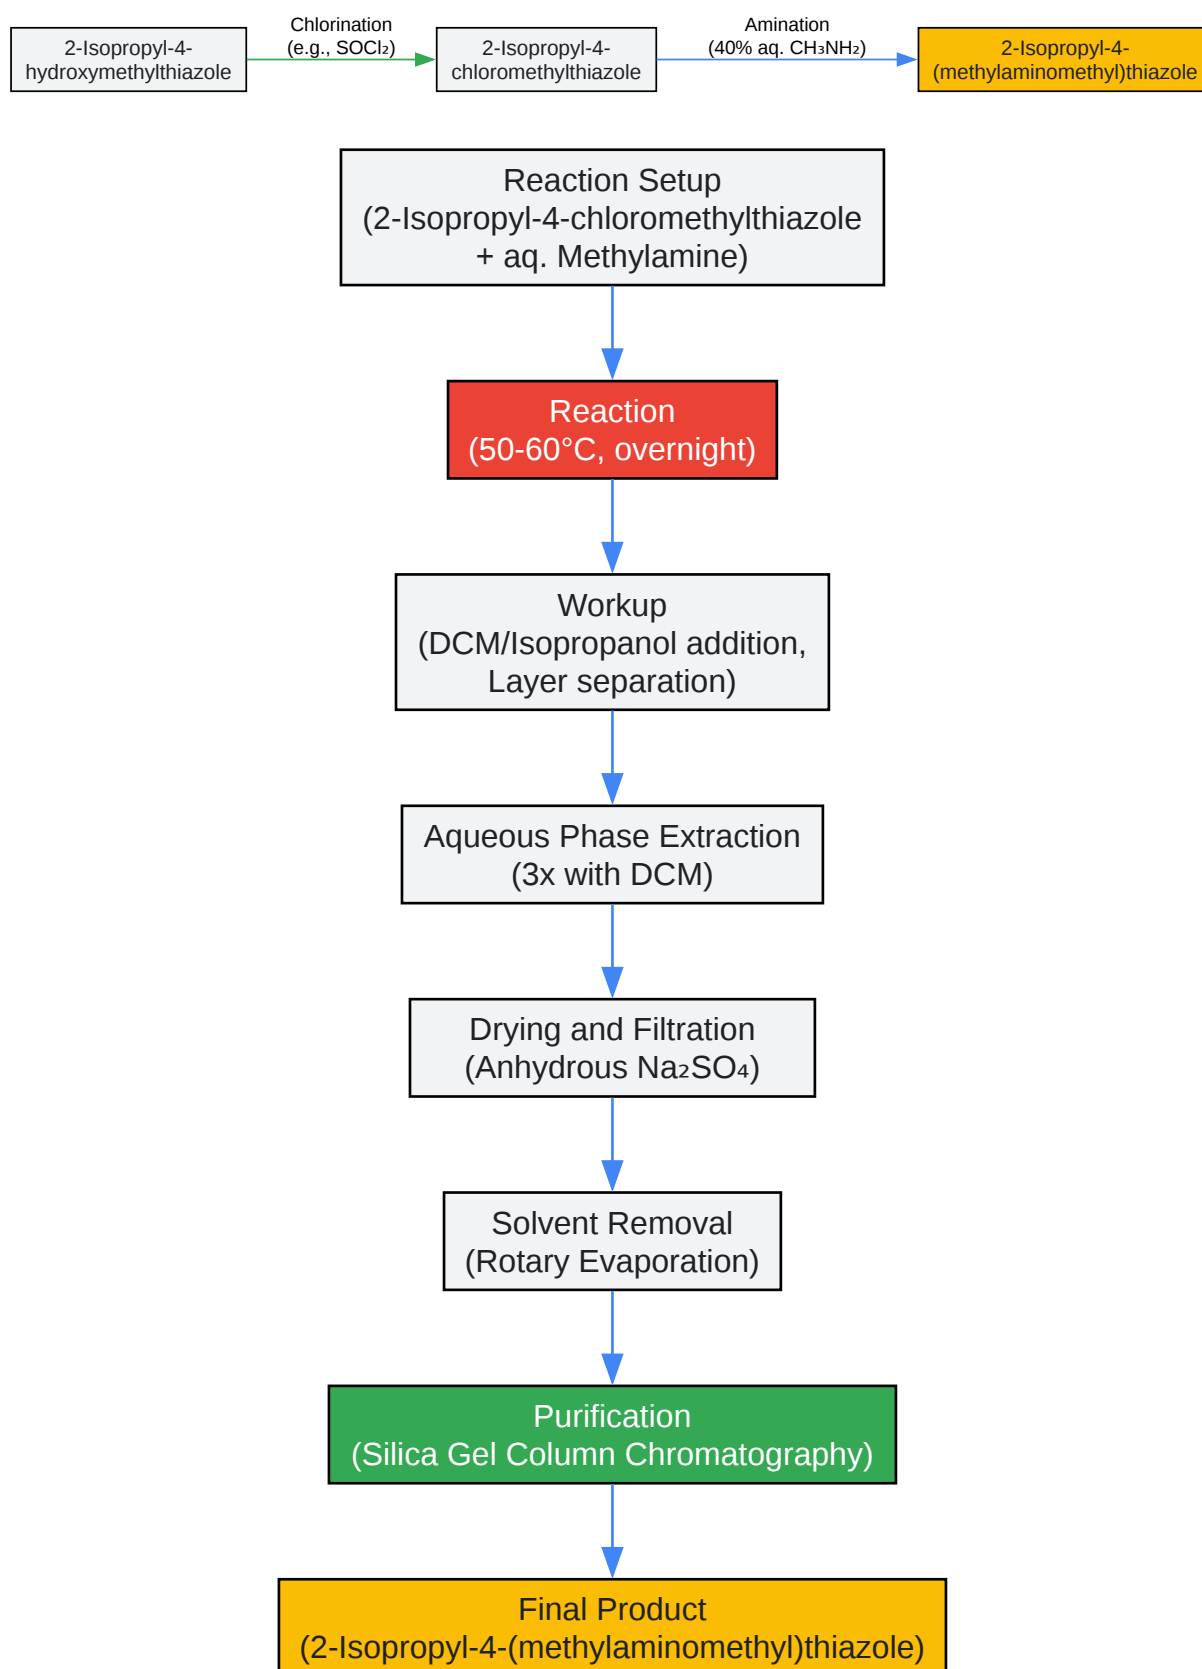 2-Isopropyl-4-
hydroxymethylthiazole
Chlorination
(e.g., SOCl₂)
2-Isopropyl-4-
chloromethylthiazole
Amination
(40% aq. CH₃NH₂)
2-Isopropyl-4-
(methylaminomethyl)thiazole
Reaction Setup
(2-Isopropyl-4-chloromethylthiazole
+ aq. Methylamine)
Reaction
(50-60°C, overnight)
Workup
(DCM/Isopropanol addition,
Layer separation)
Aqueous Phase Extraction
(3x with DCM)
Drying and Filtration
(Anhydrous Na₂SO₄)
Solvent Removal
(Rotary Evaporation)
Purification
(Silica Gel Column Chromatography)
Final Product
(2-Isopropyl-4-(methylaminomethyl)thiazole)